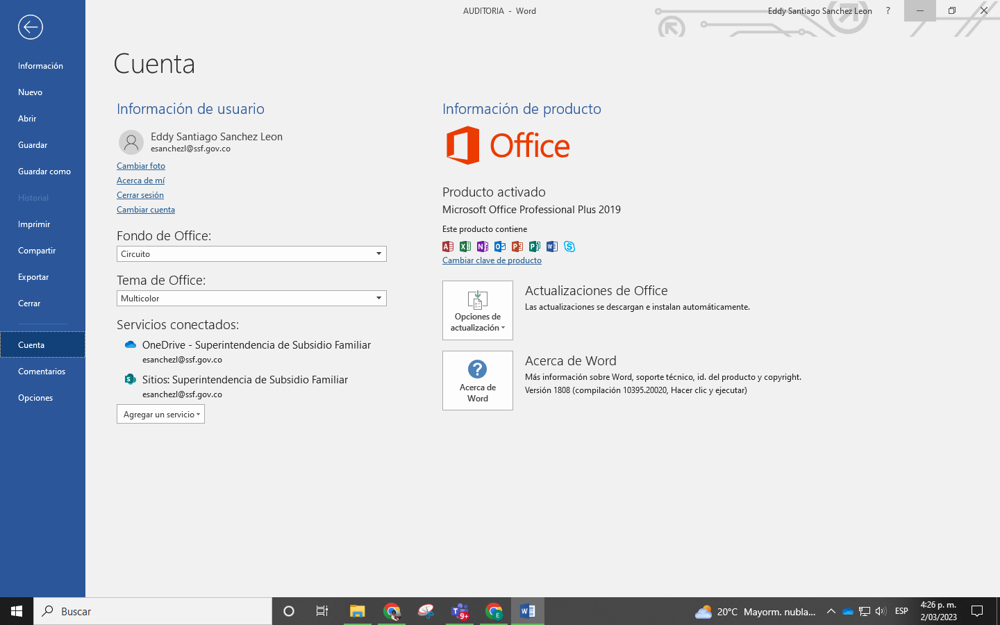 AUDITORIA - Word
Eddy Santiago Sanchez Leon
?
Información
Nuevo
Abrir
Guardar
Guardar como
Historial
Imprimir
Compartir
Exportar
Cerrar
Cuenta
Comentarios
Opciones
Cuenta
Información de usuario
Eddy Santiago Sanchez Leon
esanchezl@ssf.gov.co
Cambiar foto
Acerca de mí
Cerrar sesión
Cambiar cuenta
Fondo de Office:
Circuito
Tema de Office:
Multicolor
Servicios conectados:
OneDrive - Superintendencia de Subsidio Familiar
esanchezl@ssf.gov.co
Sitios: Superintendencia de Subsidio Familiar
esanchezl@ssf.gov.co
Agregar un servicio
Información de producto
Office
Producto activado
Microsoft Office Professional Plus 2019
Este producto contiene
Cambiar clave de producto
Opciones de
actualización
Actualizaciones de Office
Las actualizaciones se descargan e instalan automáticamente.
Acerca de
Word
Acerca de Word
Más información sobre Word, soporte técnico, id. del producto y copyright.
Versión 1808 (compilación 10395.20020, Hacer clic y ejecutar)
Buscar
9+
E
20°C Mayorm. nubla...
ESP
4:26 p. m.
2/03/2023